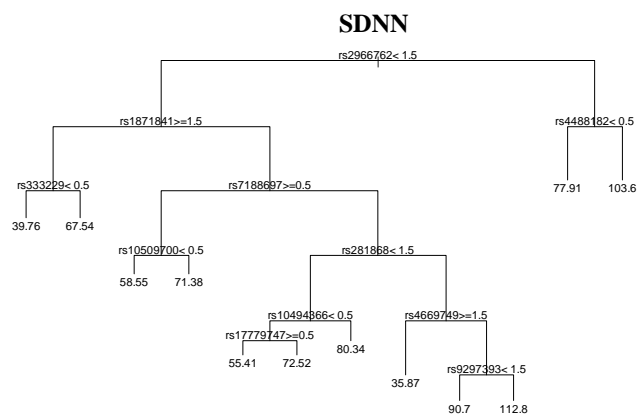 SDNN
rs2966762< 1.5
rs1871841>=1.5
rs4488182< 0.5
rs333229< 0.5
rs7188697>=0.5
77.91
103.6
39.76
67.54
rs10509700< 0.5
rs281868< 1.5
58.55
71.38
rs10494366< 0.5
rs4669749>=1.5
rs17779747>=0.5
80.34
55.41
72.52
35.87
rs9297393< 1.5
90.7
112.8